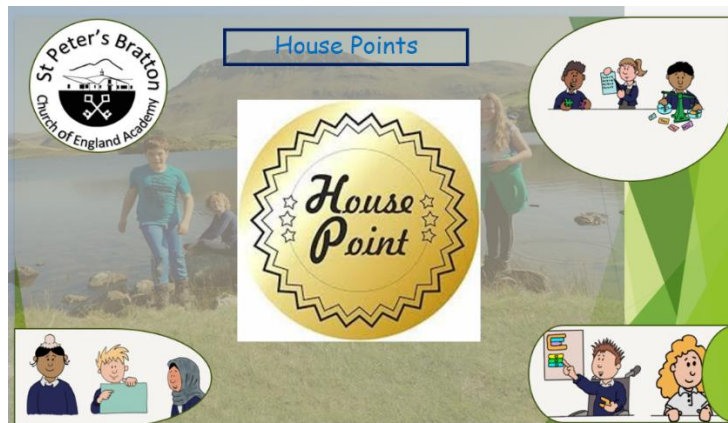 House Points
St Peter's Bratton
Church of England Academy
House
Point